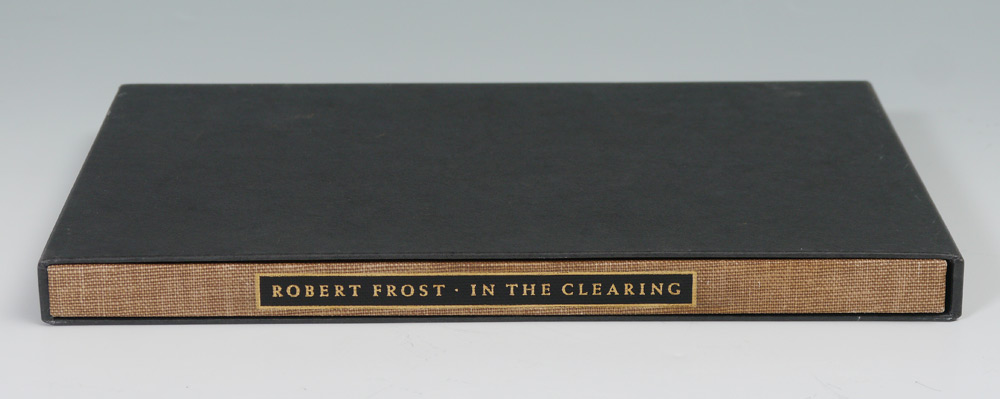 ROBERT FROST · IN THE CLEARING